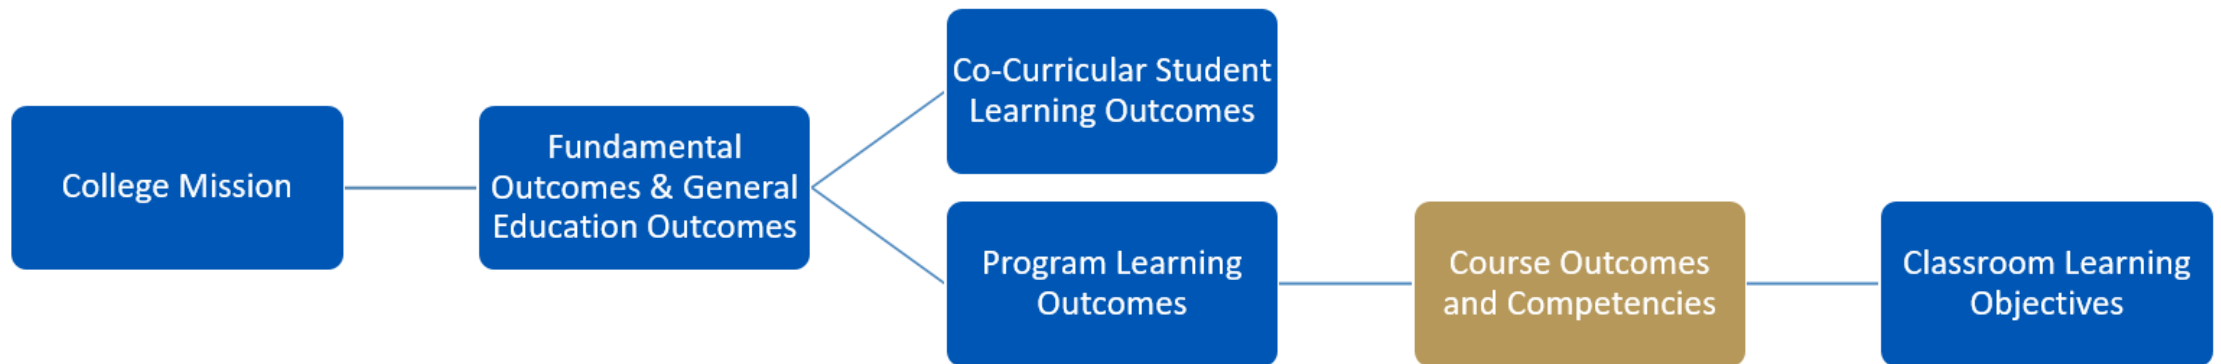 College Mission
Fundamental
Outcomes & General
Education Outcomes
Co-Curricular Student
Learning Outcomes
Program Learning
Outcomes
Course Outcomes
and Competencies
Classroom Learning
Objectives